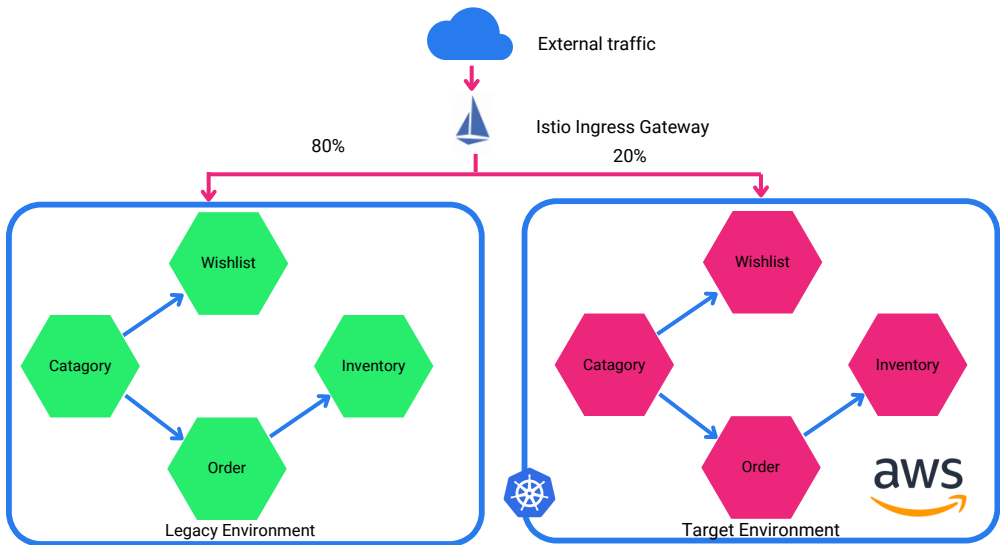 External traffic
Istio Ingress Gateway
80%
20%
Wishlist
Catagory
Inventory
Order
Legacy Environment
Wishlist
Catagory
Inventory
Order
aws
Target Environment